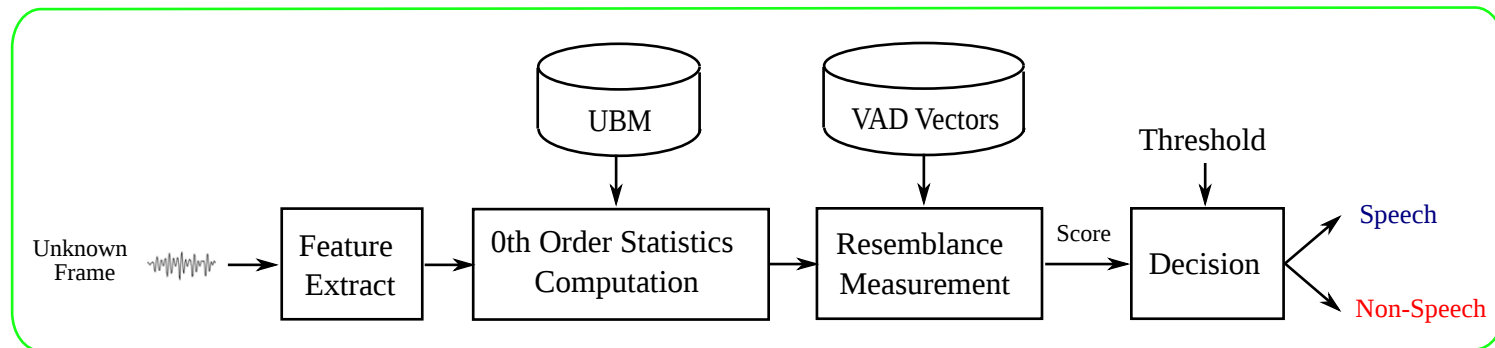 UBM
VAD Vectors
Threshold
Unknown
Frame
Feature
Extract
0th Order Statistics
Computation
Resemblance
Measurement
Score
Decision
Speech
Non-Speech